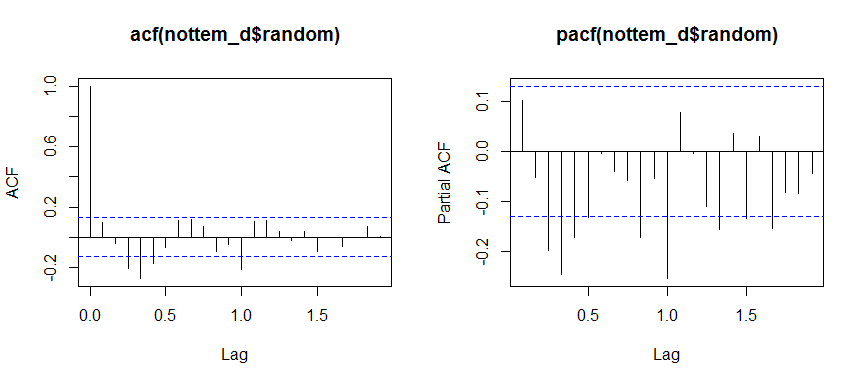 acf(nottem_d$random)
ACF
1.0
0.6
0.2
-0.2
0.0
0.5
1.0
1.5
Lag
pacf(nottem_d$random)
Partial ACF
0.1
0.0
-0.1
-0.2
0.5
1.0
1.5
Lag